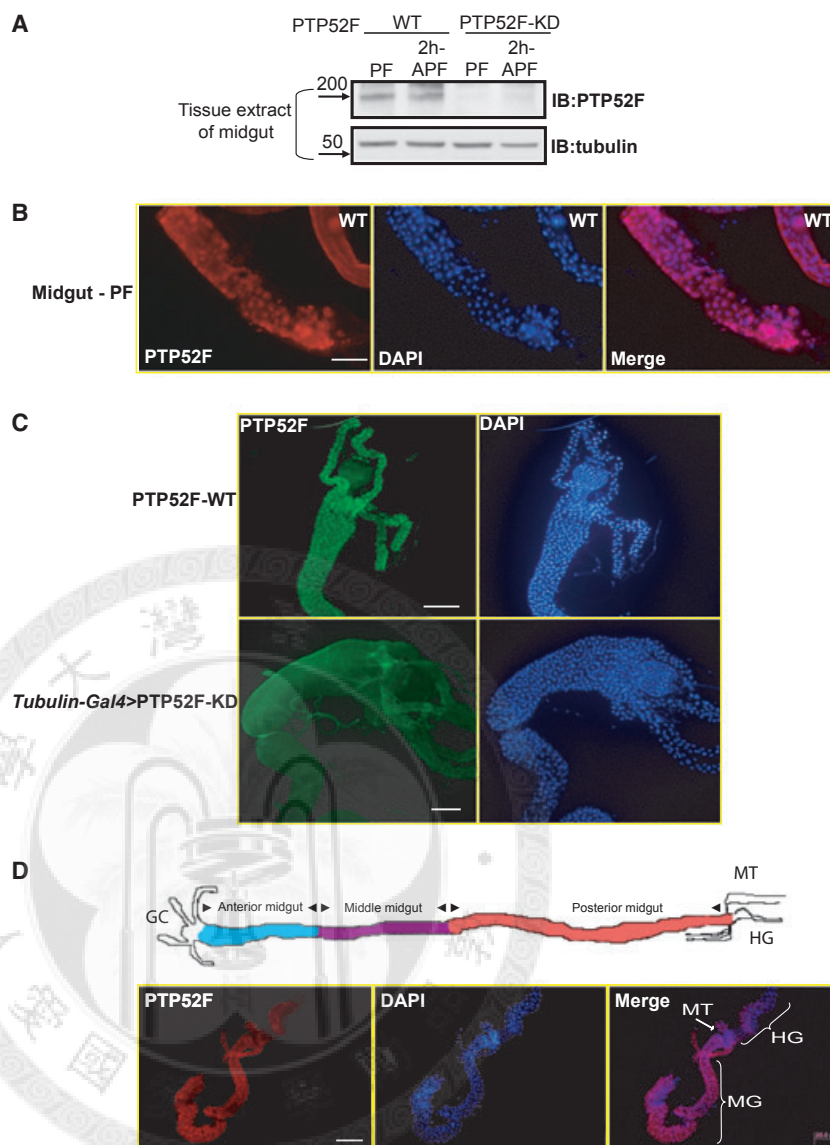 A
PTP52F WT PTP52F-KD
PF 2h-APF PF 2h-APF
200
Tissue extract of midgut
50
IB:PTP52F
IB:tubulin
B
Midgut - PF
WT WT WT
PTP52F DAPI Merge
C
PTP52F DAPI
PTP52F-WT
Tubulin-Gal4>PTP52F-KD
D
GC Anterior midgut Middle midgut Posterior midgut MT
HG
PTP52F DAPI Merge
MT
HG
MG
大 灣